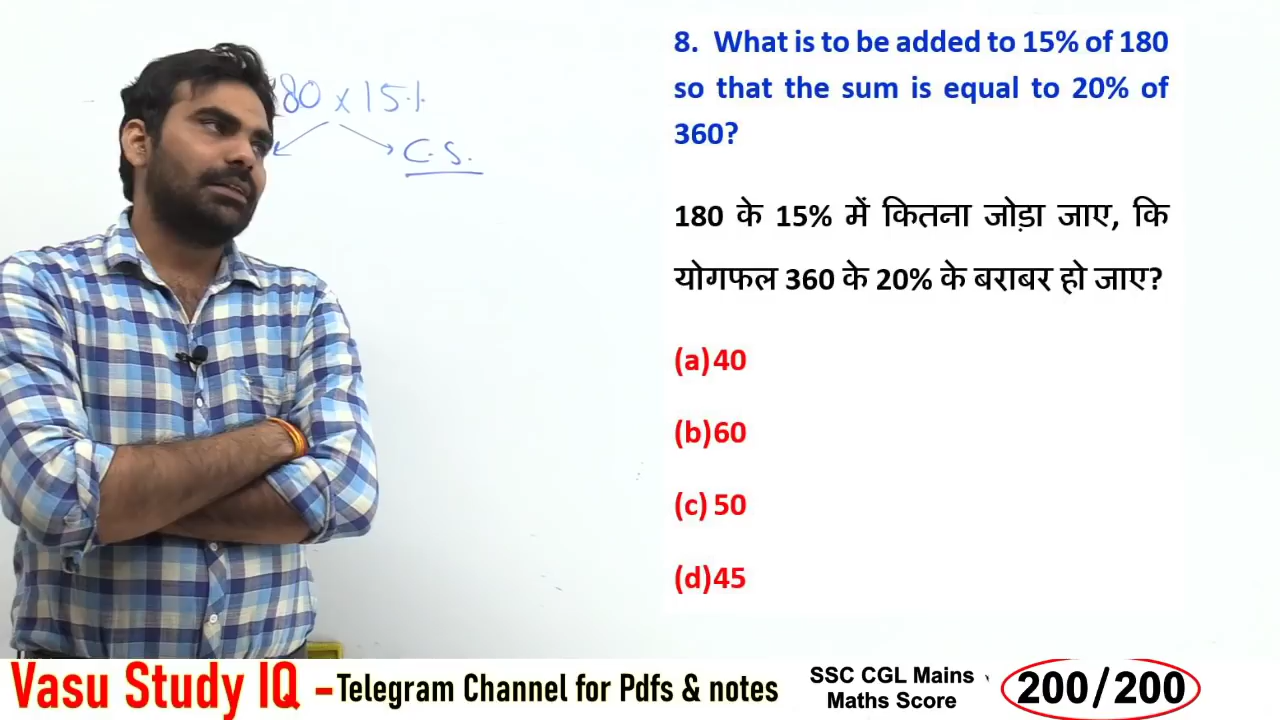 8. What is to be added to 15% of 180
so that the sum is equal to 20% of
360?
180 के 15% में कितना जोड़ा जाए, कि
योगफल 360 के 20% के बराबर हो जाए?
(a)40
(b)60
(c) 50
(d)45
80 x 15%
C.S.
Vasu Study IQ - Telegram Channel for Pdfs & notes
SSC CGL Mains
Maths Score
200/200